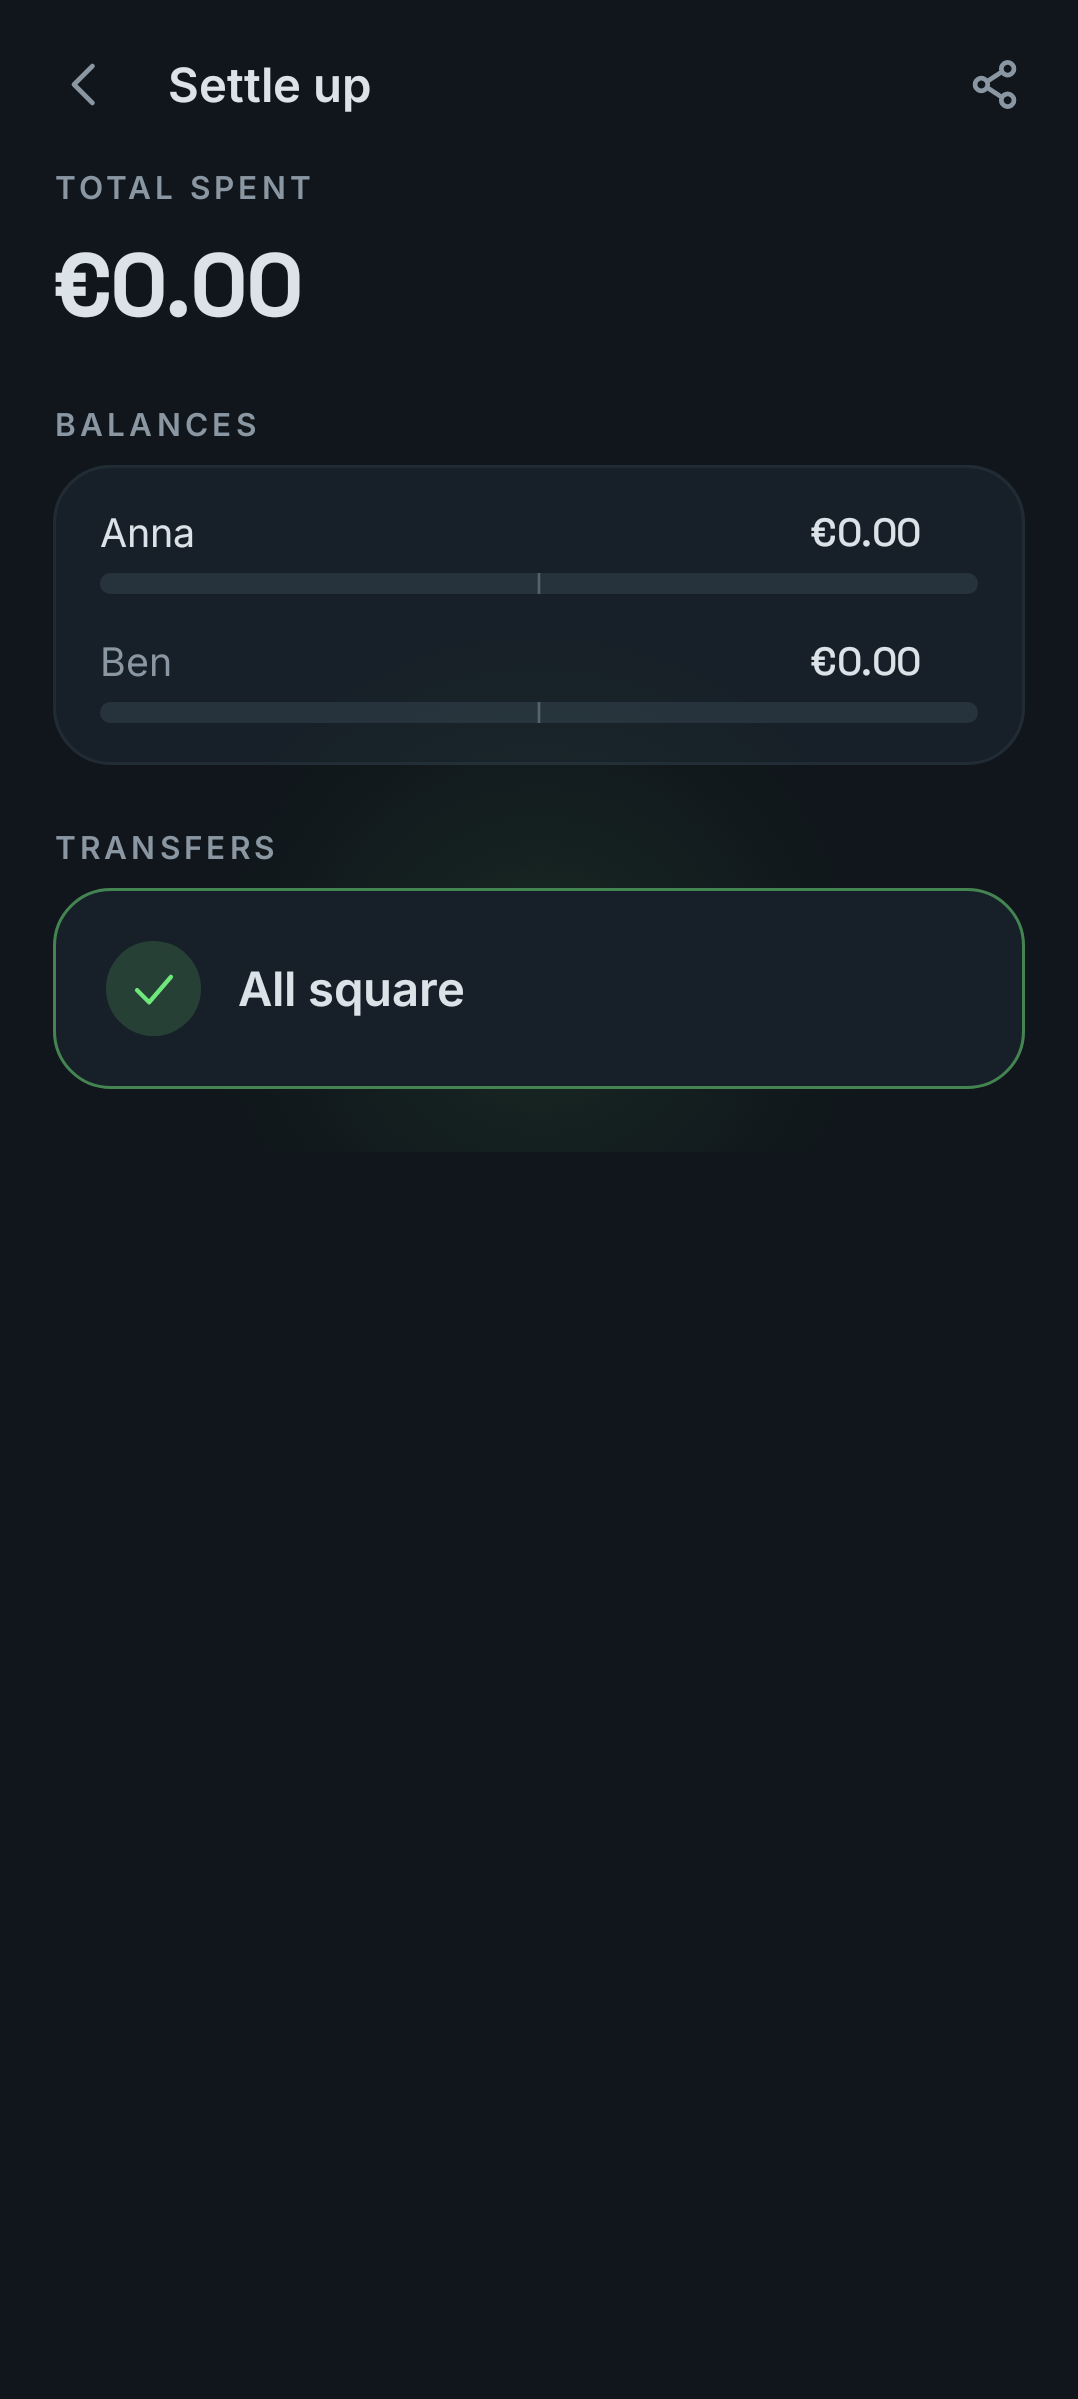 Settle up
TOTAL SPENT
€0.00
BALANCES
Anna €0.00
Ben €0.00
TRANSFERS
All square